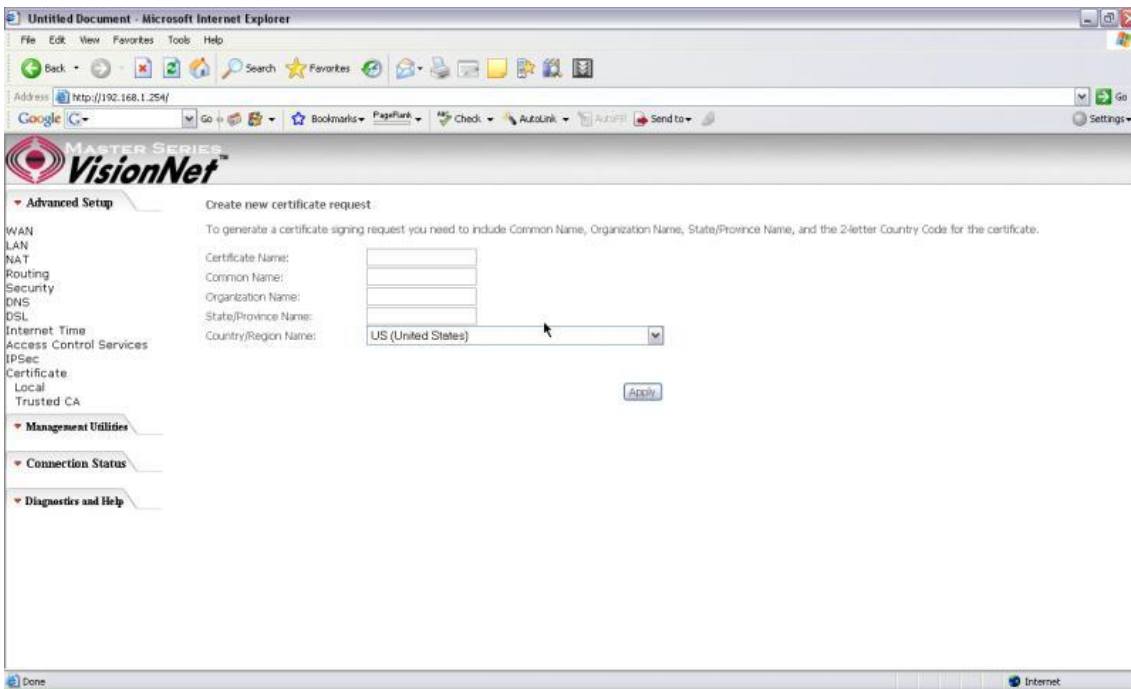 Untitled Document - Microsoft Internet Explorer
File Edit View Favorites Tools Help
Back Search Favorites
Address http://192.168.1.254/ Go
Google G Go Bookmarks PageRank Check AutoLink AutoFill Send to Settings
MASTER SERIES
VisionNet™
Advanced Setup
WAN
LAN
NAT
Routing
Security
DNS
DSL
Internet Time
Access Control Services
IPSec
Certificate
Local
Trusted CA
Management Utilities
Connection Status
Diagnostics and Help
Create new certificate request
To generate a certificate signing request you need to include Common Name, Organization Name, State/Province Name, and the 2-letter Country Code for the certificate.
Certificate Name:
Common Name:
Organization Name:
State/Province Name:
Country/Region Name: US (United States)
Apply
Done Internet